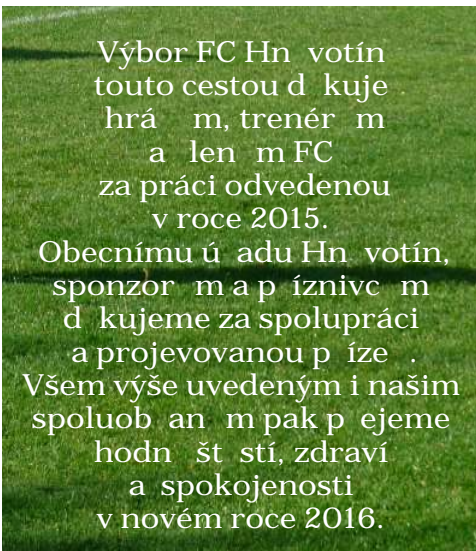 Výbor FC Hn votín
touto cestou d kuje
hrá m, trenér m
a len m FC
za práci odvedenou
v roce 2015.
Obecnímu ú adu Hn votín,
sponzor m a p íznivc m
d kujeme za spolupráci
a projevovanou p íze .
Všem výše uvedeným i našim
spoluob an m pak p ejeme
hodn št stí, zdraví
a spokojenosti
v novém roce 2016.